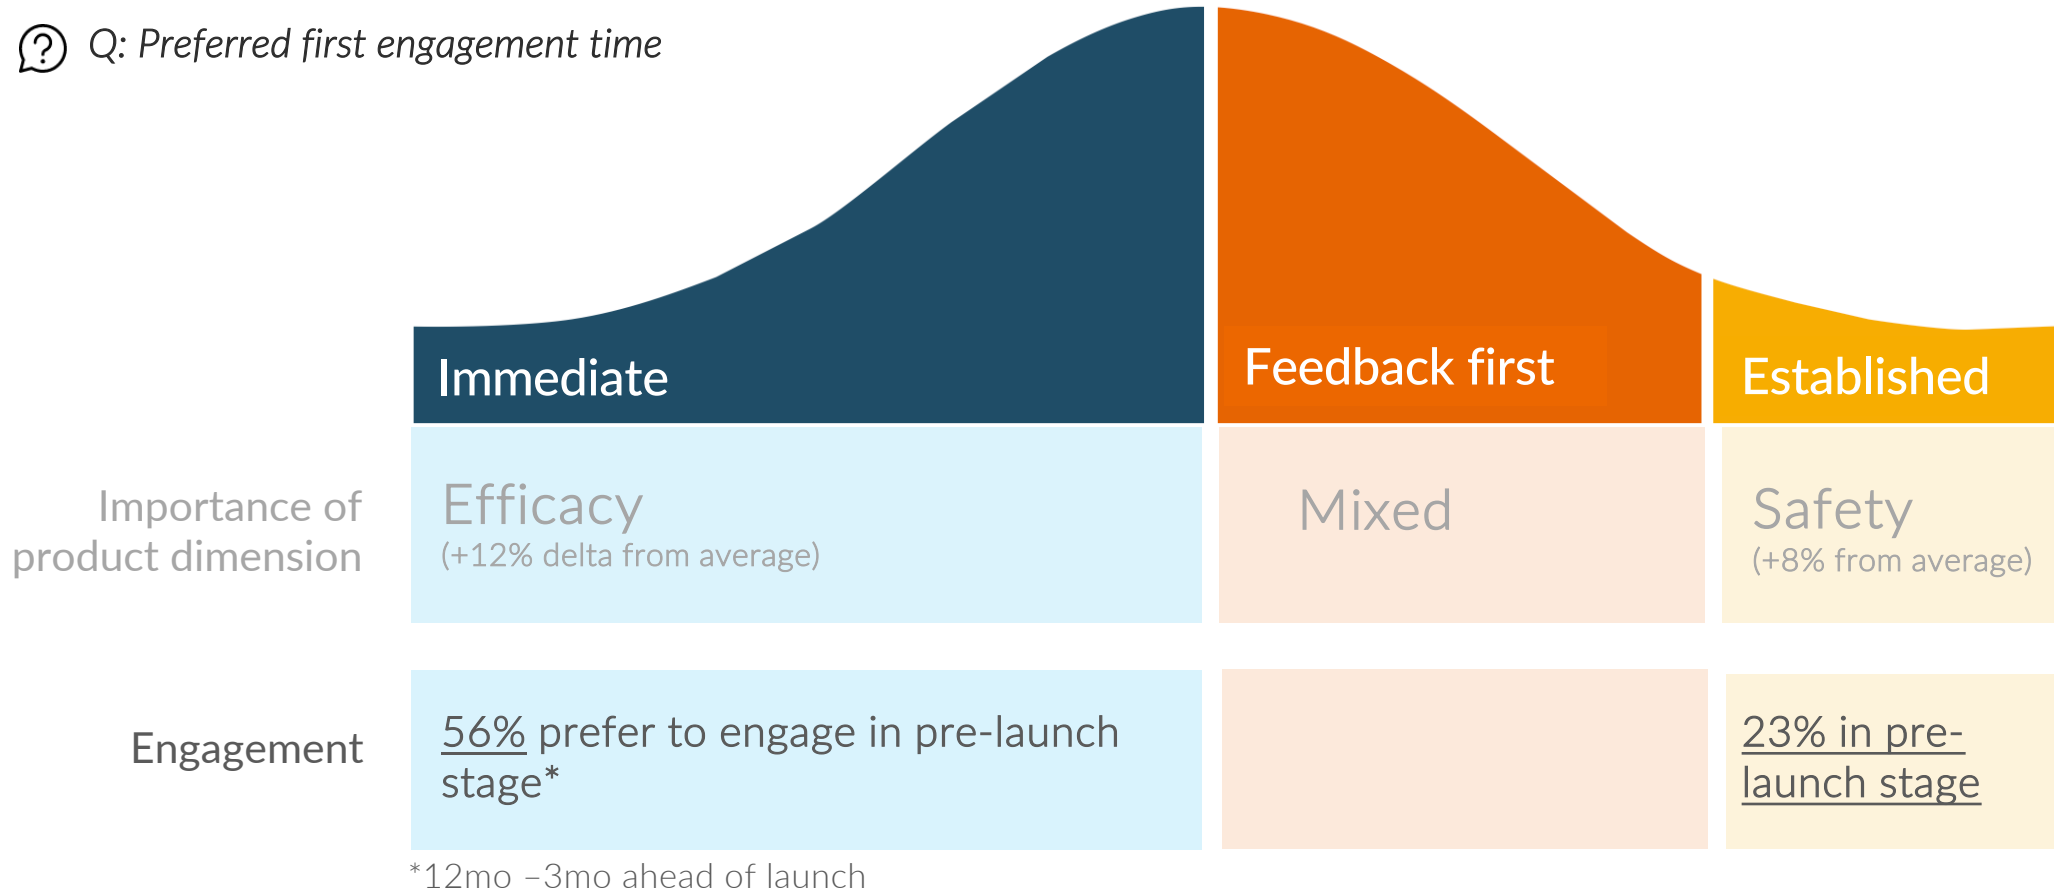 Q: Preferred first engagement time
Immediate
Feedback first
Established
Importance of
product dimension
Efficacy
(+12% delta from average)
Mixed
Safety
(+8% from average)
Engagement
56% prefer to engage in pre-launch
stage*
23% in pre-
launch stage
*12mo –3mo ahead of launch